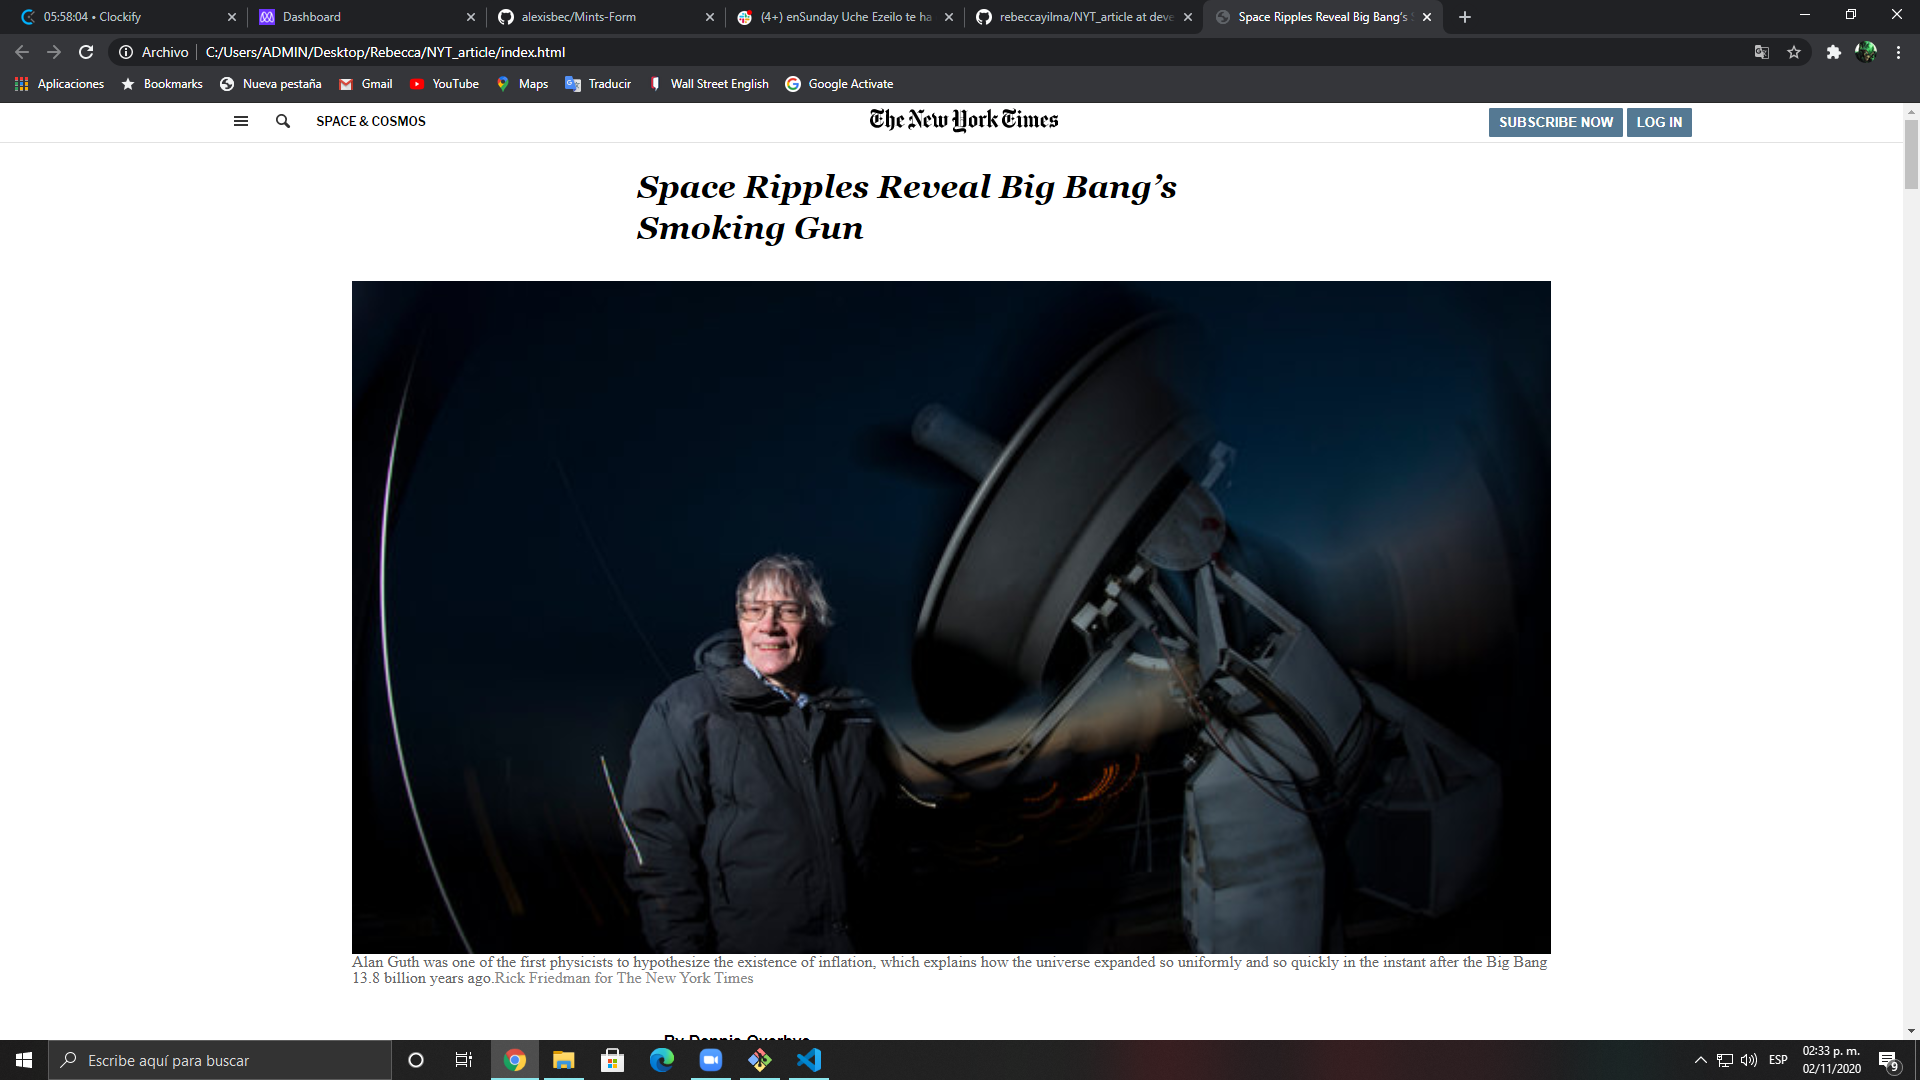 05:58:04 • Clockify
Dashboard
alexisbec/Mints-Form
(4+) enSunday Uche Ezeilo te ha
rebeccayilma/NYT_article at deve
Space Ripples Reveal Big Bang's
Archivo
C:/Users/ADMIN/Desktop/Rebecca/NYT_article/index.html
Aplicaciones
Bookmarks
Nueva pestaña
Gmail
YouTube
Maps
Traducir
Wall Street English
Google Activate
SPACE & COSMOS
The New York Times
SUBSCRIBE NOW
LOG IN
Space Ripples Reveal Big Bang’s
Smoking Gun
Alan Guth was one of the first physicists to hypothesize the existence of inflation, which explains how the universe expanded so uniformly and so quickly in the instant after the Big Bang
13.8 billion years ago.Rick Friedman for The New York Times
By Dennis Overbye
Escribe aquí para buscar
ESP
02:33 p. m.
02/11/2020
9